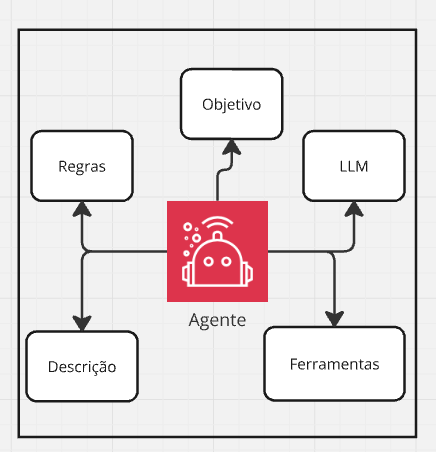 Objetivo
Regras
LLM
Agente
Descrição
Ferramentas